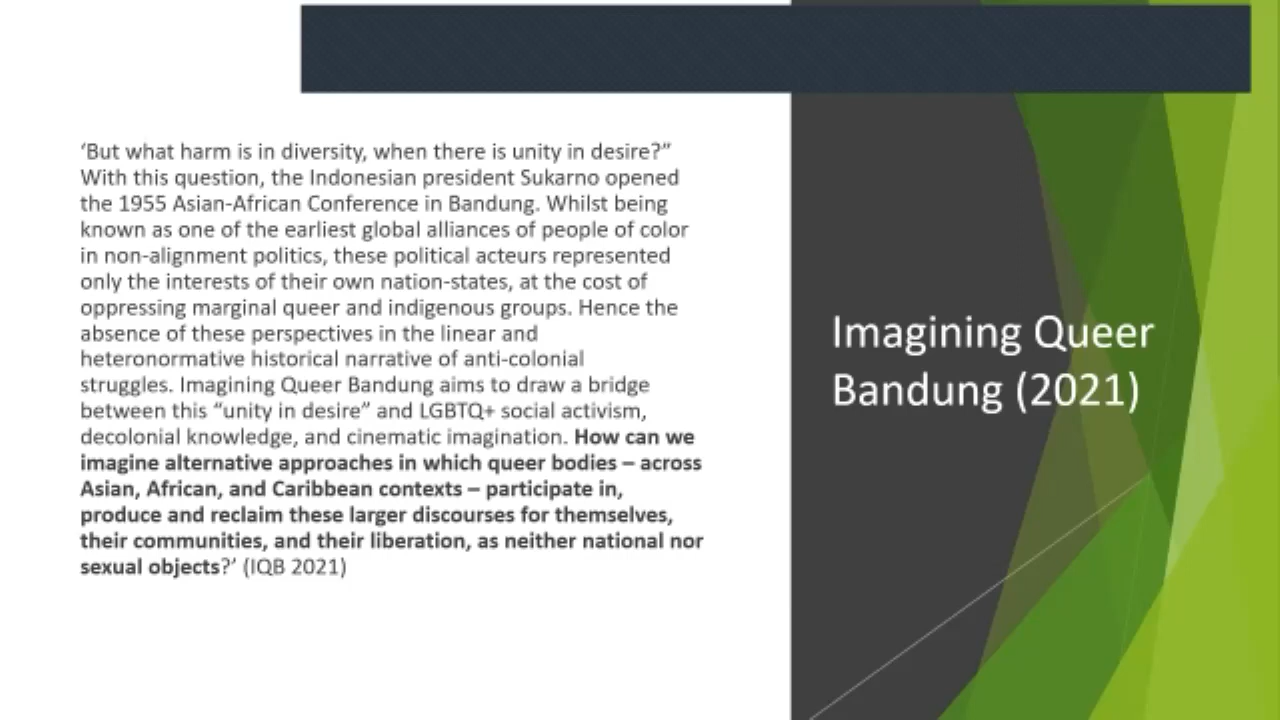 ‘But what harm is in diversity, when there is unity in desire?”
With this question, the Indonesian president Sukarno opened
the 1955 Asian-African Conference in Bandung. Whilst being
known as one of the earliest global alliances of people of color
in non-alignment politics, these political acteurs represented
only the interests of their own nation-states, at the cost of
oppressing marginal queer and indigenous groups. Hence the
absence of these perspectives in the linear and
heteronormative historical narrative of anti-colonial
struggles. Imagining Queer Bandung aims to draw a bridge
between this “unity in desire” and LGBTQ+ social activism,
decolonial knowledge, and cinematic imagination. How can we
imagine alternative approaches in which queer bodies – across
Asian, African, and Caribbean contexts – participate in,
produce and reclaim these larger discourses for themselves,
their communities, and their liberation, as neither national nor
sexual objects?’ (IQB 2021)
Imagining Queer
Bandung (2021)